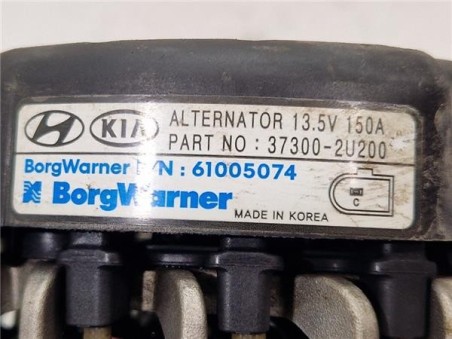 KIA ALTERNATOR 13.5V 150A
PART NO : 37300-2U200
BorgWarner P/N : 61005074
BorgWarner
MADE IN KOREA
C